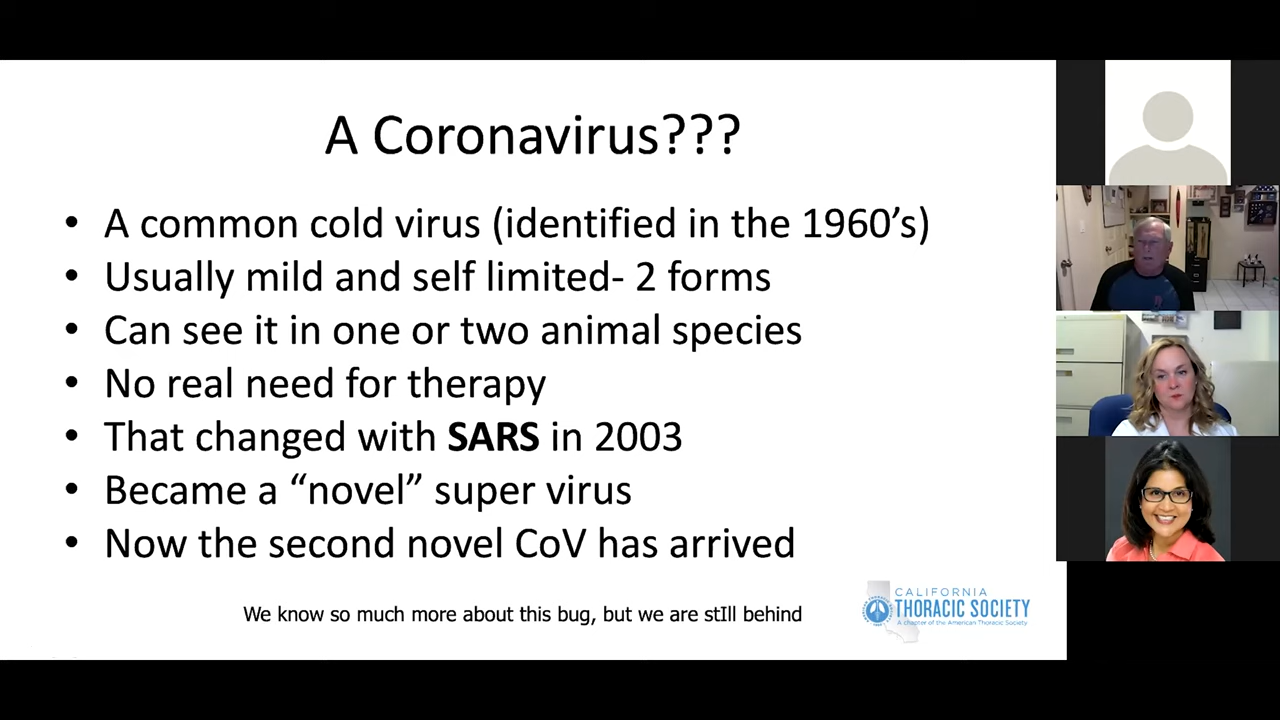 A Coronavirus???
• A common cold virus (identified in the 1960’s)
• Usually mild and self limited- 2 forms
• Can see it in one or two animal species
• No real need for therapy
• That changed with SARS in 2003
• Became a “novel” super virus
• Now the second novel CoV has arrived
We know so much more about this bug, but we are stIll behind
CALIFORNIA
THORACIC SOCIETY
A chapter of the American Thoracic Society